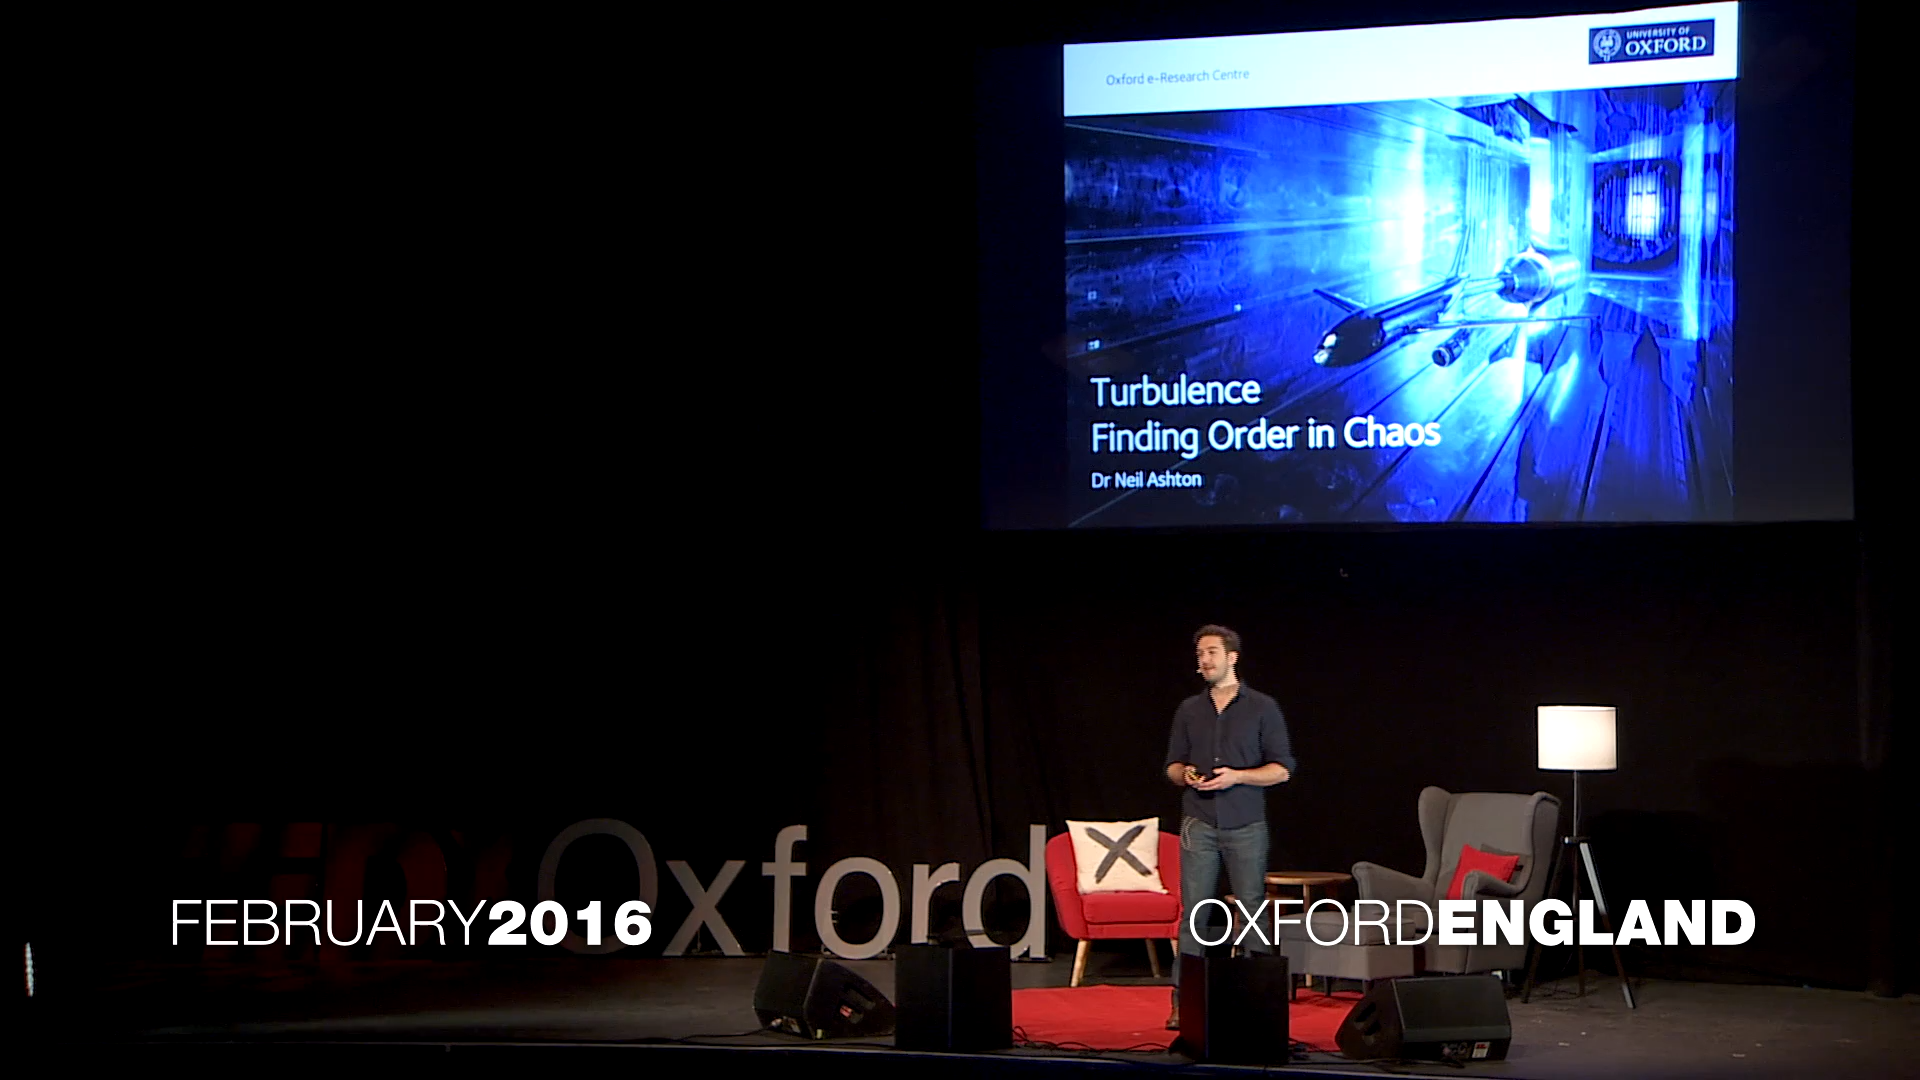 UNIVERSITY OF
OXFORD
Oxford e-Research Centre
Turbulence
Finding Order in Chaos
Dr Neil Ashton
Oxford
X
FEBRUARY2016
OXFORDENGLAND